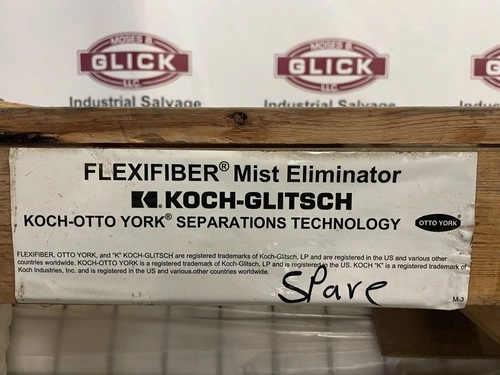 MOSES B.
GLICK
LLC
Industrial Salvage
MOSES B.
GLICK
LLC
Industrial Salvage
G
Indus
FLEXIFIBER® Mist Eliminator
K KOCH-GLITSCH
KOCH-OTTO YORK® SEPARATIONS TECHNOLOGY
OTTO YORK
FLEXIFIBER, OTTO YORK, and "K" KOCH-GLITSCH are registered trademarks of Koch-Glitsch, LP and are registered in the US and various other
countries worldwide. KOCH-OTTO YORK is a registered trademark of Koch-Glitsch, LP and is registered in the US. KOCH "K" is a registered trademark of
Koch Industries, Inc. and is registered in the US and various other countries worldwide.
Spare
M-3